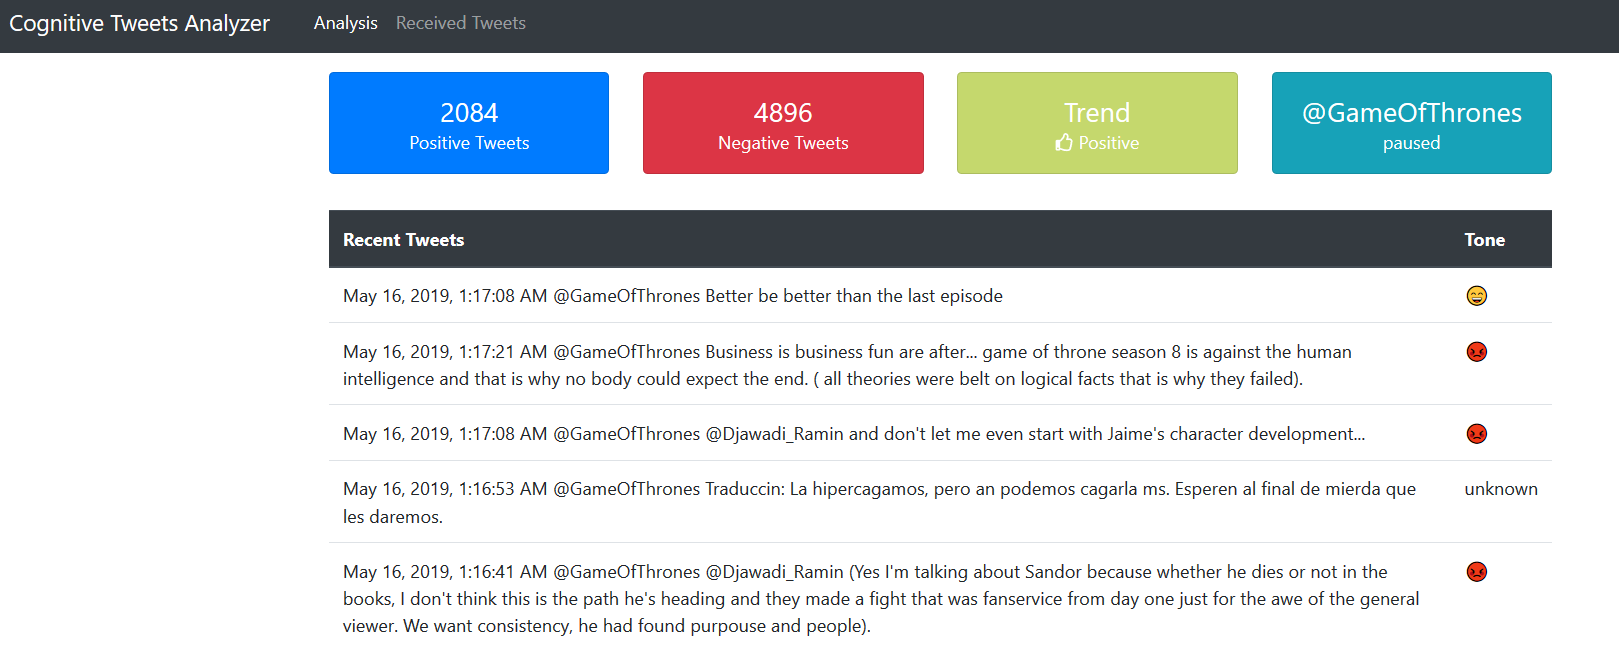 Cognitive Tweets Analyzer Analysis Received Tweets
2084 4896 Trend @GameOfThrones
Positive Tweets Negative Tweets Positive paused
Recent Tweets Tone
May 16, 2019, 1:17:08 AM @GameOfThrones Better be better than the last episode
May 16, 2019, 1:17:21 AM @GameOfThrones Business is business fun are after... game of throne season 8 is against the human
intelligence and that is why no body could expect the end. ( all theories were belt on logical facts that is why they failed).
May 16, 2019, 1:17:08 AM @GameOfThrones @Djawadi_Ramin and don't let me even start with Jaime's character development...
May 16, 2019, 1:16:53 AM @GameOfThrones Traduccin: La hipercagamos, pero an podemos cagarla ms. Esperen al final de mierda que unknown
les daremos.
May 16, 2019, 1:16:41 AM @GameOfThrones @Djawadi_Ramin (Yes I'm talking about Sandor because whether he dies or not in the
books, I don't think this is the path he's heading and they made a fight that was fanservice from day one just for the awe of the general
viewer. We want consistency, he had found purpouse and people).